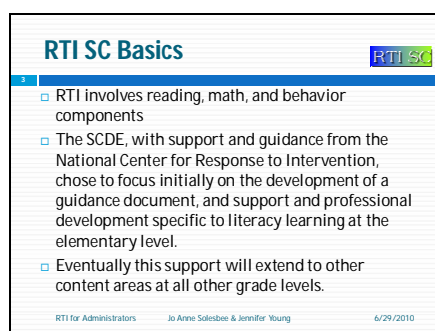 RTI SC Basics
RTI SC
3
RTI involves reading, math, and behavior
components
The SCDE, with support and guidance from the
National Center for Response to Intervention,
chose to focus initially on the development of a
guidance document, and support and professional
development specific to literacy learning at the
elementary level.
Eventually this support will extend to other
content areas at all other grade levels.
RTI for Administrators Jo Anne Solesbee & Jennifer Young 6/29/2010